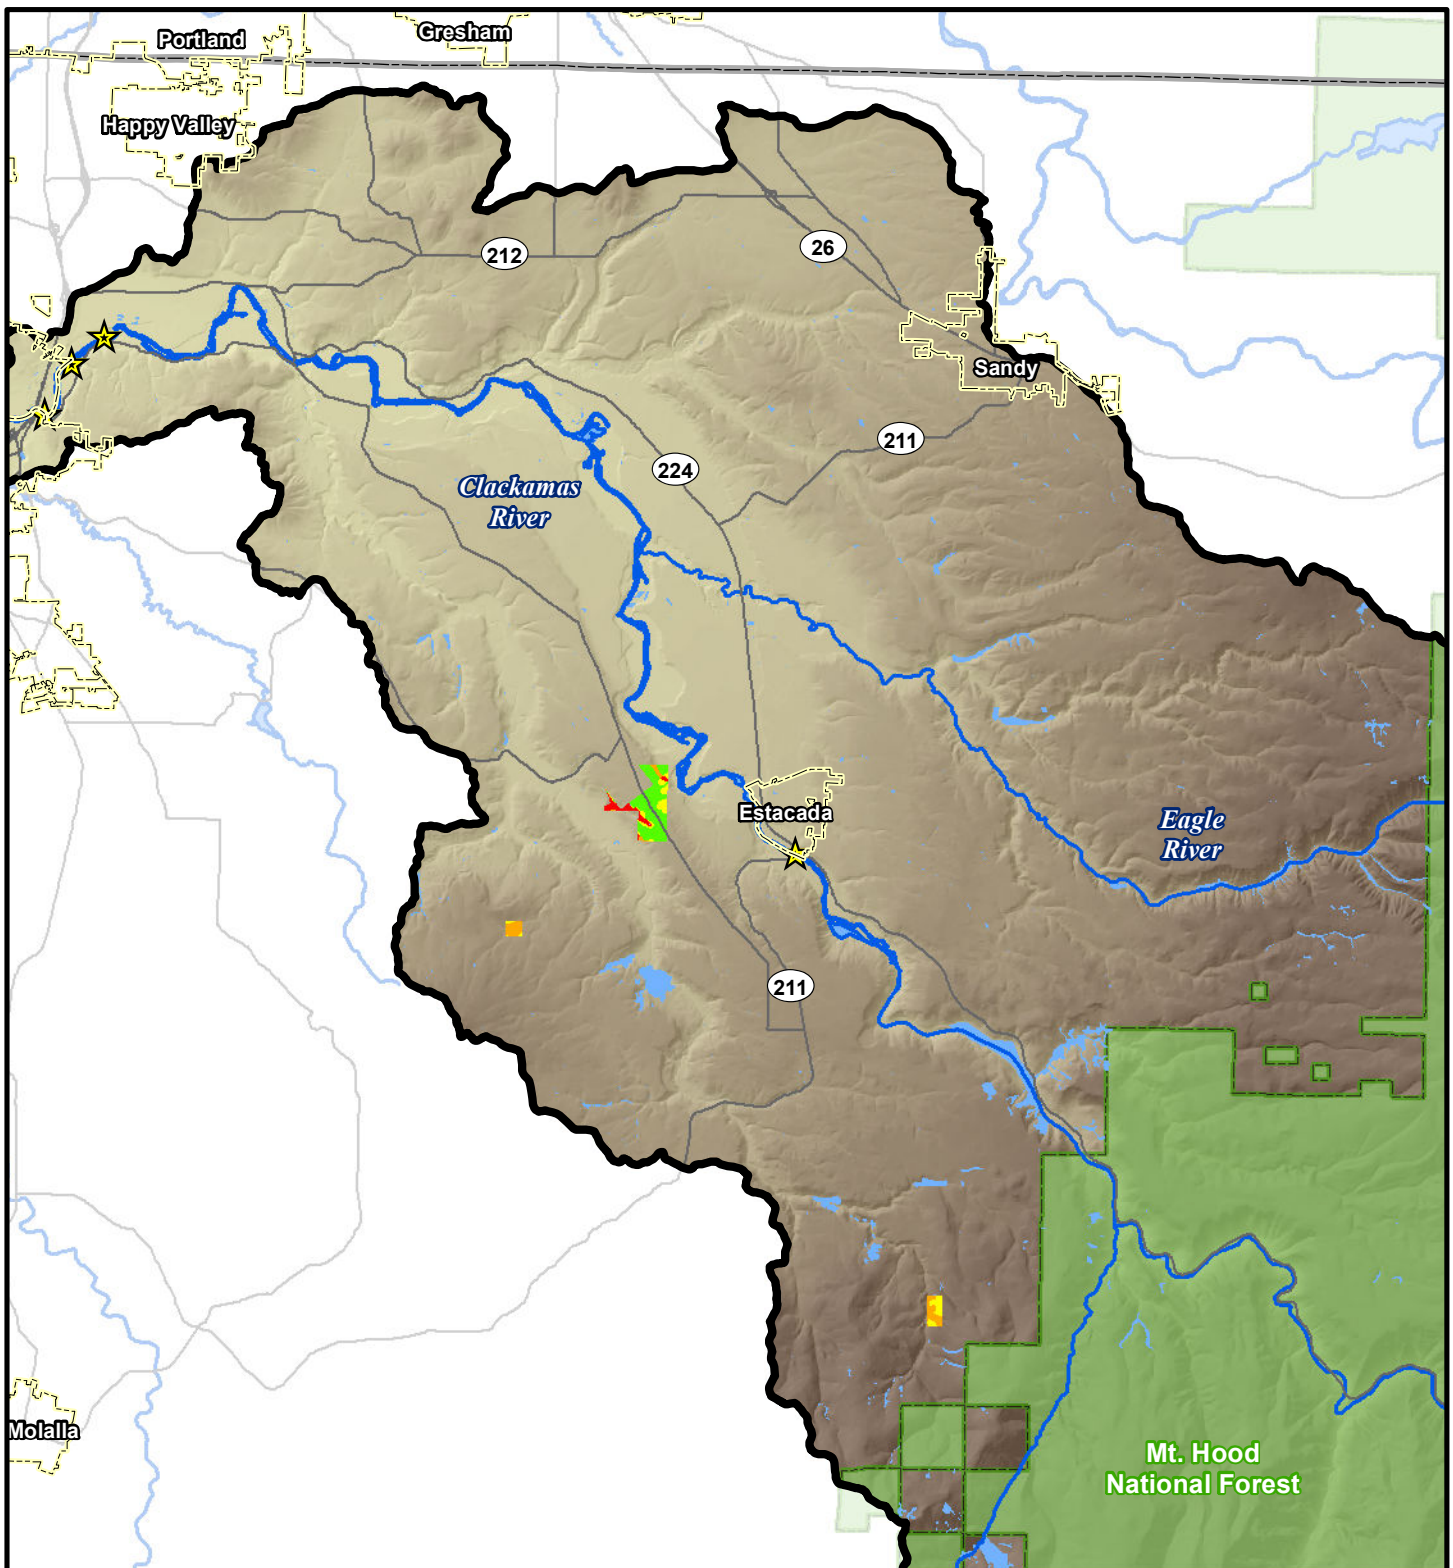 Portland
Gresham
Happy Valley
212
26
Sandy
211
224
Clackamas
River
Estacada
Eagle
River
211
Molalla
Mt. Hood
National Forest